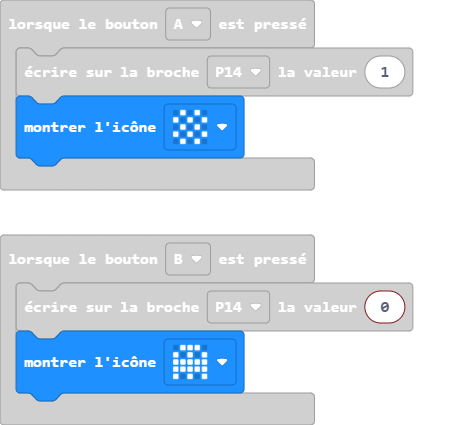 lorsque le bouton A est pressé
écrire sur la broche P14 la valeur 1
montrer l'icône
lorsque le bouton B est pressé
écrire sur la broche P14 la valeur 0
montrer l'icône